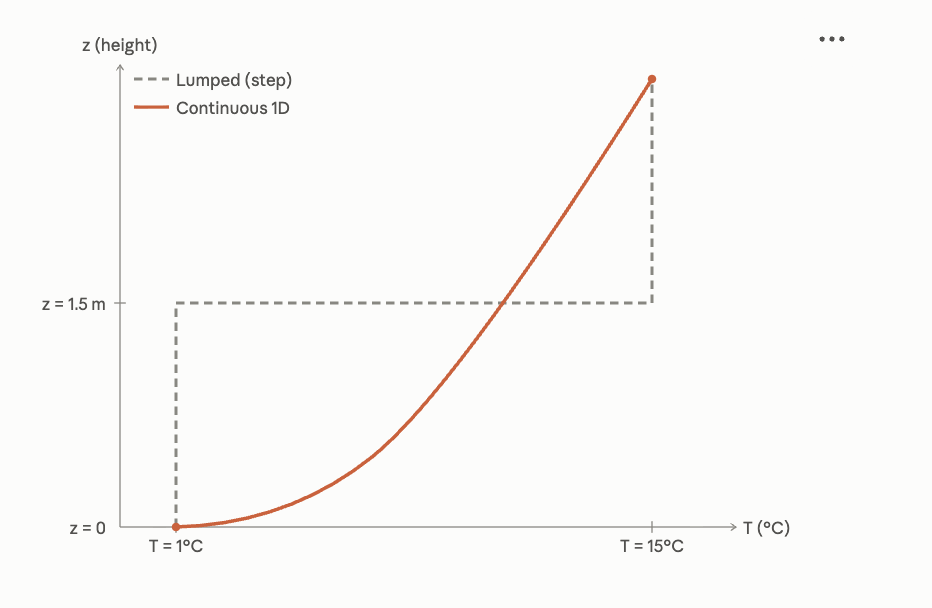 z (height)
Lumped (step)
Continuous 1D
z = 1.5 m
z = 0
T (°C)
T = 1°C
T = 15°C